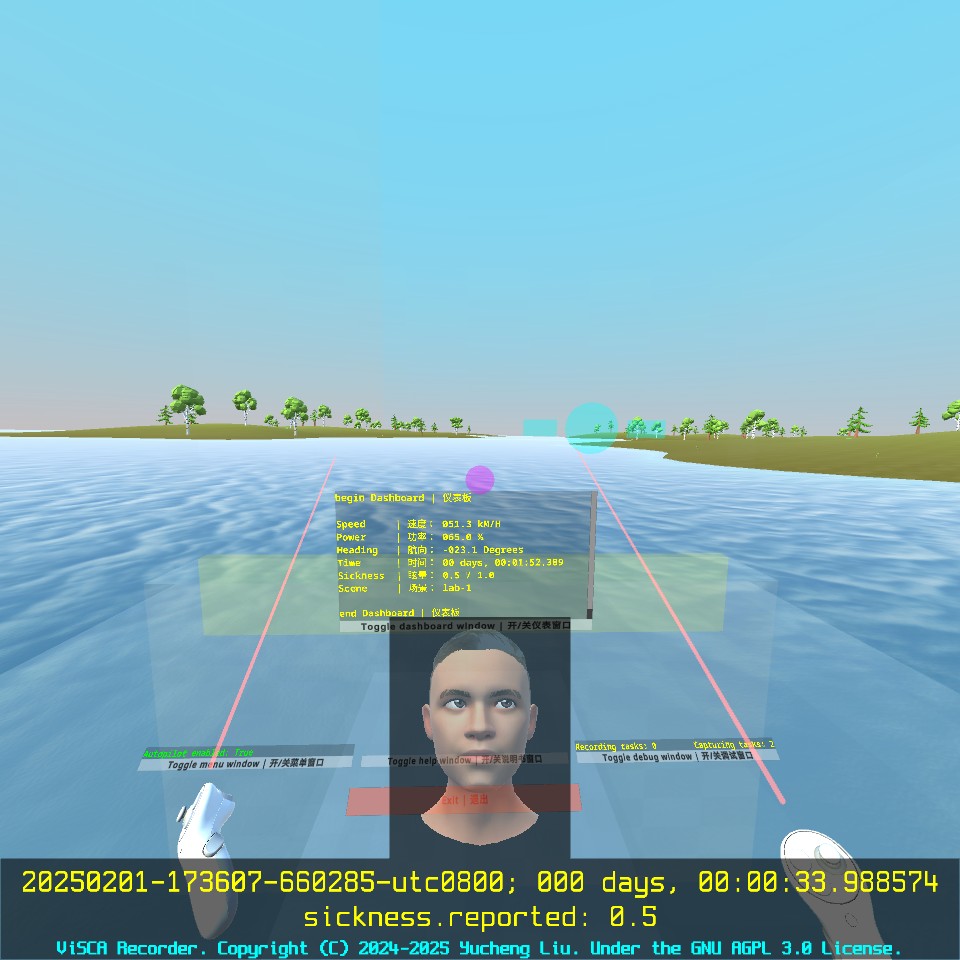 begin Dashboard | 仪表板
Speed | 速度: 051.3 kM/H
Power | 功率: 065.0 %
Heading | 航向: -023.1 Degrees
Time | 时间: 00 days, 00:01:52.389
Sickness | 眩晕: 0.5 / 1.0
Scene | 场景: lab-1
end Dashboard | 仪表板
Toggle dashboard window | 开/关仪表窗口
Autopilot enabled: True
Toggle menu window | 开/关菜单窗口
Toggle help window | 开/关说明书窗口
Recording tasks: 0 Capturing tasks: 2
Toggle debug window | 开/关调试窗口
Exit | 退出
20250201-173607-660285-utc0800; 000 days, 00:00:33.988574
sickness.reported: 0.5
ViSCA Recorder. Copyright (C) 2024-2025 Yucheng Liu. Under the GNU AGPL 3.0 License.